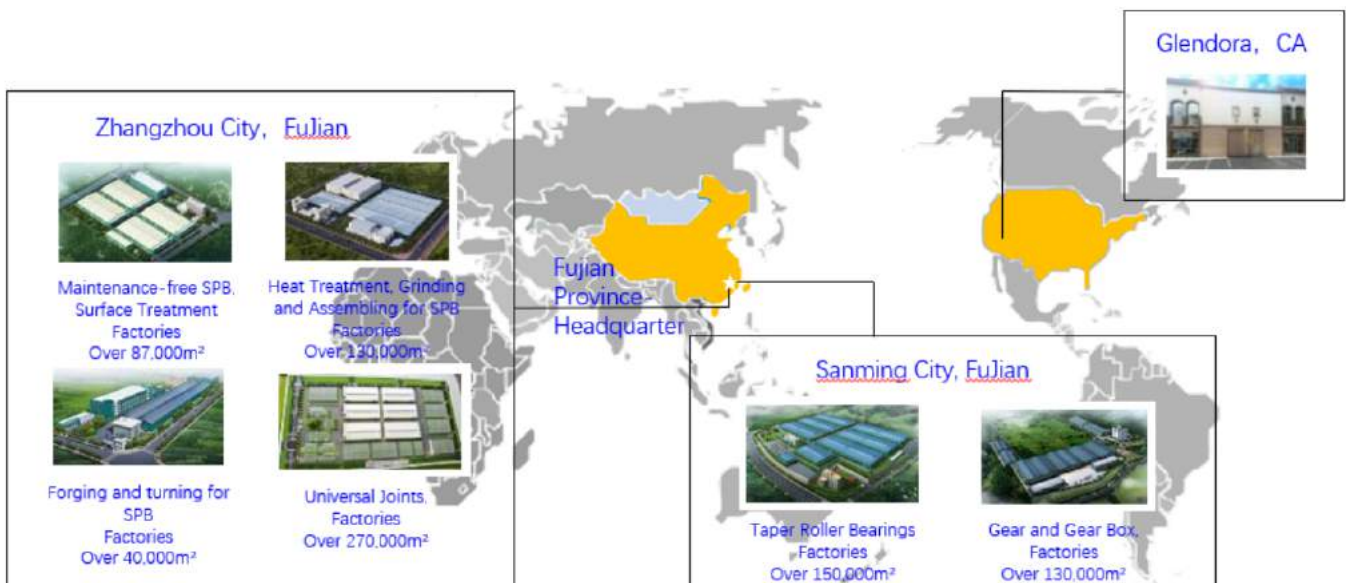 Glendora, CA
Zhangzhou City, FuJian
Maintenance-free SPB,
Surface Treatment
Factories
Over 87,000m²
Heat Treatment, Grinding
and Assembling for SPB
Factories
Over 130,000m²
Forging and turning for
SPB
Factories
Over 40,000m²
Universal Joints,
Factories
Over 270,000m²
Fujian
Province-
Headquarter
Sanming City, FuJian
Taper Roller Bearings
Factories
Over 150,000m²
Gear and Gear Box,
Factories
Over 130,000m²